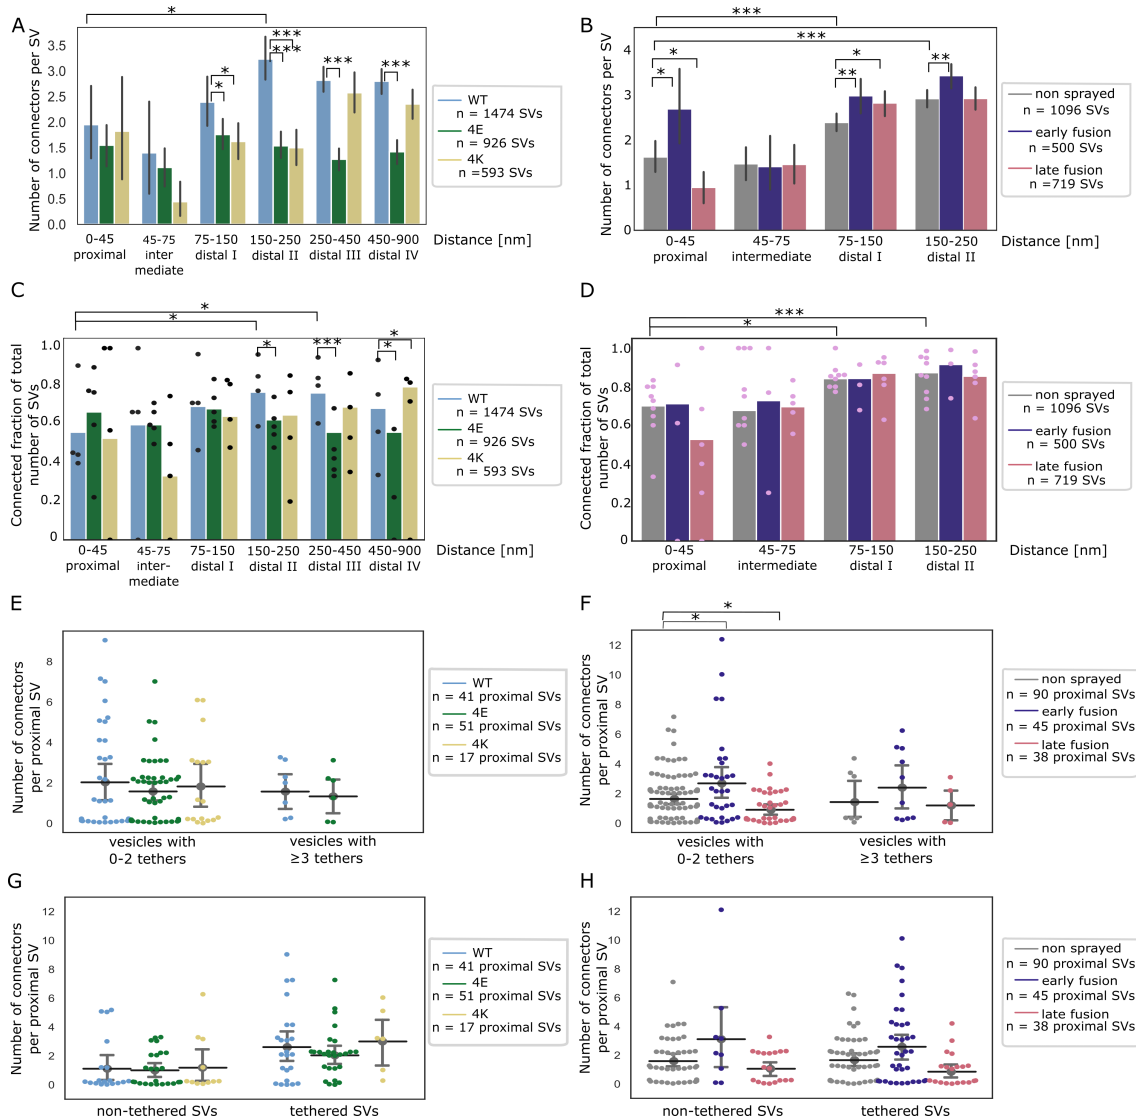 A
*
***
***
*
*
***
***
Number of connectors per SV
3.5
3.0
2.5
2.0
1.5
1.0
0.5
0.0
0-45
proximal
45-75
inter
mediate
75-150
distal I
150-250
distal II
250-450
distal III
450-900
distal IV
Distance [nm]
WT
n = 1474 SVs
4E
n = 926 SVs
4K
n =593 SVs
B
***
***
*
*
*
**
**
Number of connectors per SV
4
3
2
1
0
0-45
proximal
45-75
intermediate
75-150
distal I
150-250
distal II
Distance [nm]
non sprayed
n = 1096 SVs
early fusion
n =500 SVs
late fusion
n =719 SVs
C
*
*
*
***
*
*
Connected fraction of total
number of SVs
1.0
0.8
0.6
0.4
0.2
0
0-45
proximal
45-75
inter-
mediate
75-150
distal I
150-250
distal II
250-450
distal III
450-900
distal IV
Distance [nm]
WT
n = 1474 SVs
4E
n = 926 SVs
4K
n = 593 SVs
D
***
*
Connected fraction of total
number of SVs
1.0
0.8
0.6
0.4
0.2
0
0-45
proximal
45-75
intermediate
75-150
distal I
150-250
distal II
Distance [nm]
non sprayed
n = 1096 SVs
early fusion
n = 500 SVs
late fusion
n = 719 SVs
E
Number of connectors
per proximal SV
8
6
4
2
0
vesicles with
0-2 tethers
vesicles with
≥3 tethers
WT
n = 41 proximal SVs
4E
n = 51 proximal SVs
4K
n = 17 proximal SVs
F
*
*
Number of connectors
per proximal SV
12
10
8
6
4
2
0
vesicles with
0-2 tethers
vesicles with
≥3 tethers
non sprayed
n = 90 proximal SVs
early fusion
n = 45 proximal SVs
late fusion
n = 38 proximal SVs
G
Number of connectors
per proximal SV
12
10
8
6
4
2
0
non-tethered SVs
tethered SVs
WT
n = 41 proximal SVs
4E
n = 51 proximal SVs
4K
n = 17 proximal SVs
H
Number of connectors
per proximal SV
12
10
8
6
4
2
0
non-tethered SVs
tethered SVs
non sprayed
n = 90 proximal SVs
early fusion
n = 45 proximal SVs
late fusion
n = 38 proximal SVs